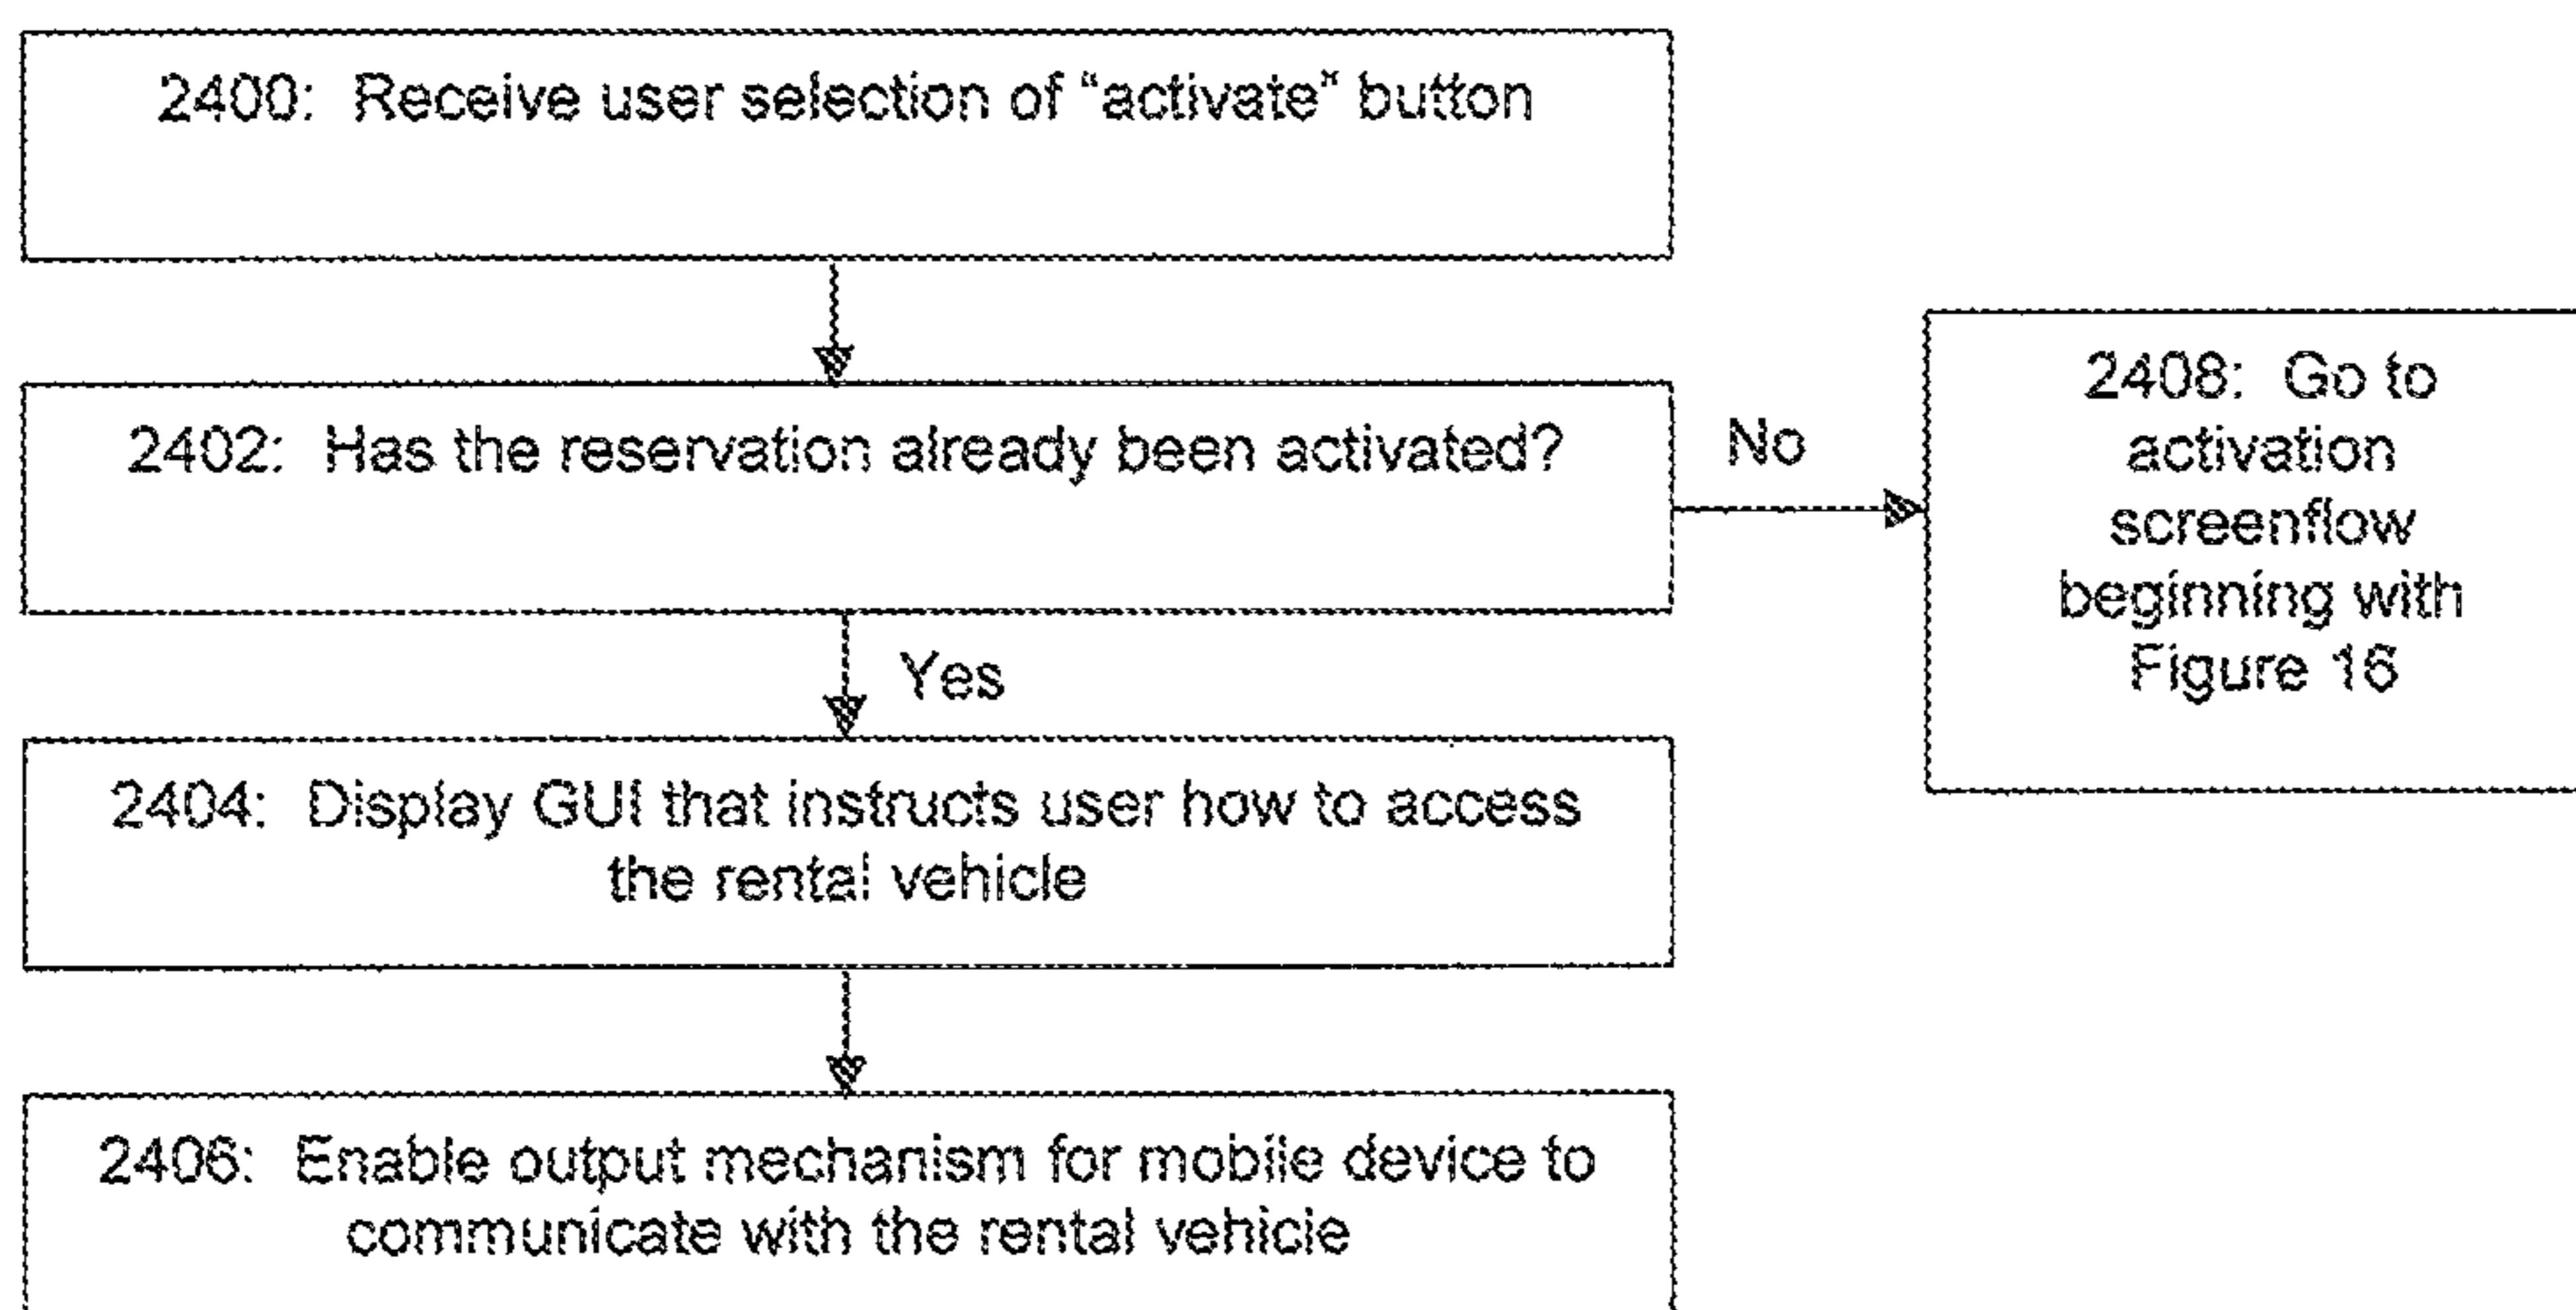 2400: Receive user selection of "activate" button
2402: Has the reservation already been activated?
No
2408: Go to
activation
screenflow
beginning with
Figure 16
Yes
2404: Display GUI that instructs user how to access
the rental vehicle
2406: Enable output mechanism for mobile device to
communicate with the rental vehicle